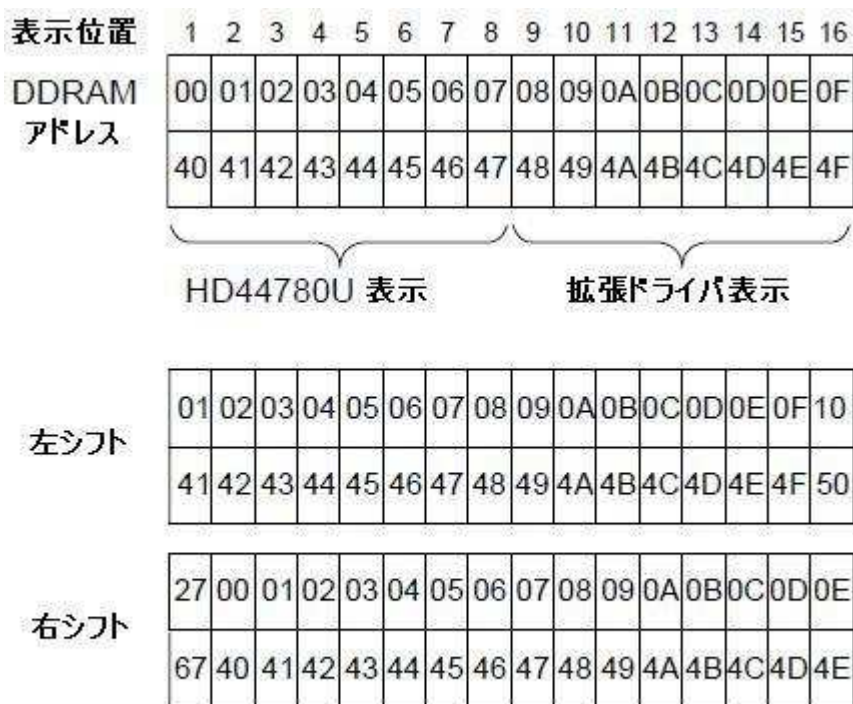 表示位置 1 2 3 4 5 6 7 8 9 10 11 12 13 14 15 16
DDRAM アドレス 00 01 02 03 04 05 06 07 08 09 0A 0B 0C 0D 0E 0F
40 41 42 43 44 45 46 47 48 49 4A 4B 4C 4D 4E 4F
HD44780U 表示 拡張ドライバ表示
左シフト 01 02 03 04 05 06 07 08 09 0A 0B 0C 0D 0E 0F 10
41 42 43 44 45 46 47 48 49 4A 4B 4C 4D 4E 4F 50
右シフト 27 00 01 02 03 04 05 06 07 08 09 0A 0B 0C 0D 0E
67 40 41 42 43 44 45 46 47 48 49 4A 4B 4C 4D 4E